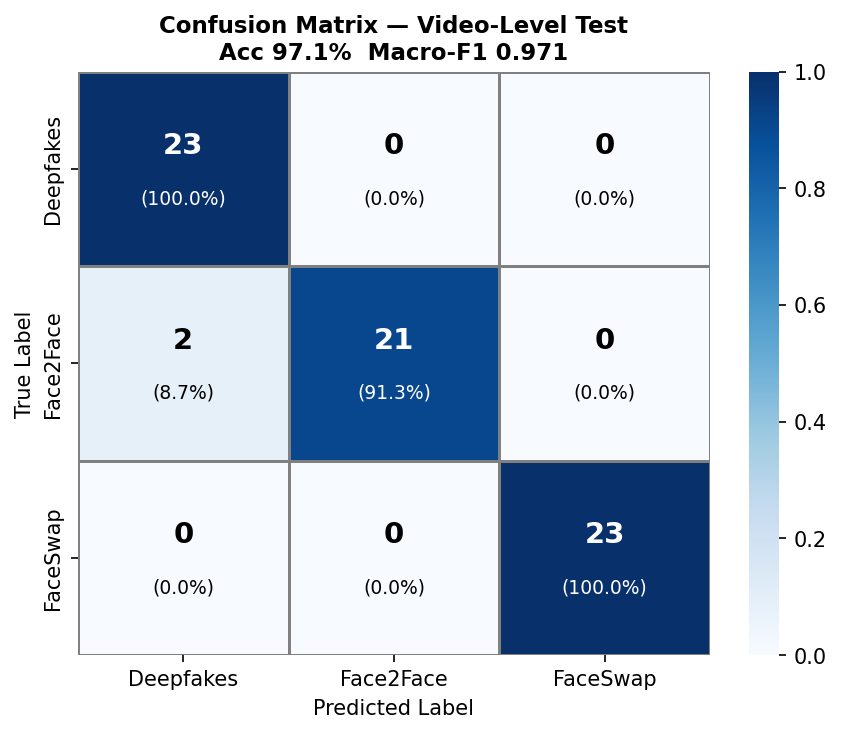 Confusion Matrix — Video-Level Test
Acc 97.1%  Macro-F1 0.971
True Label
Deepfakes
23
(100.0%)
0
(0.0%)
0
(0.0%)
Face2Face
2
(8.7%)
21
(91.3%)
0
(0.0%)
FaceSwap
0
(0.0%)
0
(0.0%)
23
(100.0%)
Deepfakes
Face2Face
FaceSwap
Predicted Label
1.0
0.8
0.6
0.4
0.2
0.0